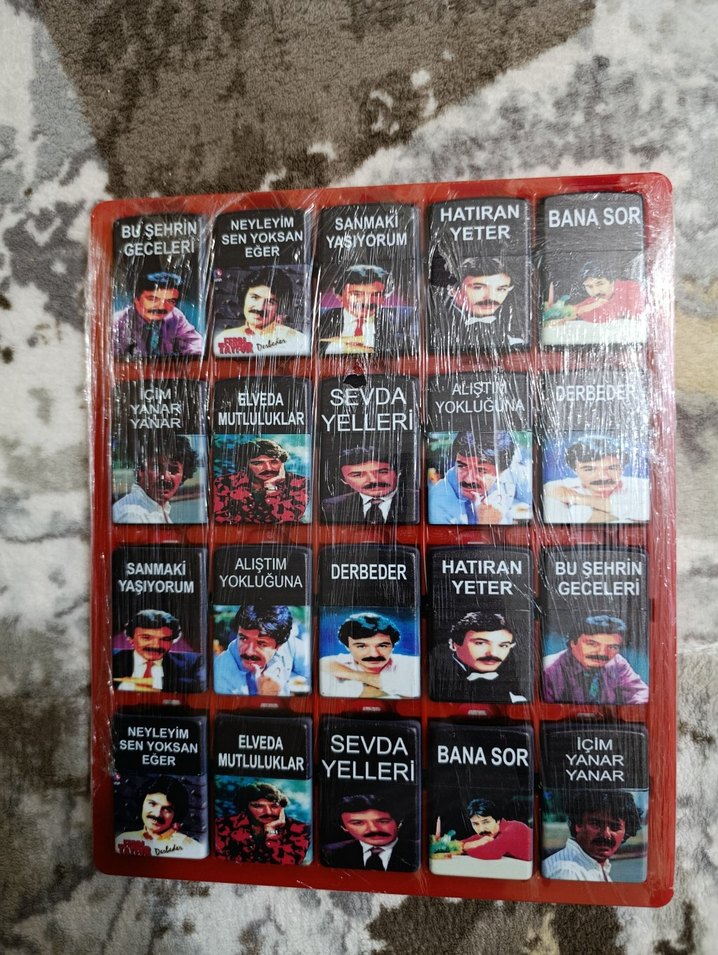 BU ŞEHRİN
GECELERİ
NEYLEYİM
SEN YOKSAN
EĞER
Derbeder
SANMAKİ
YAŞIYORUM
HATIRAN
YETER
BANA SOR
İÇİM
YANAR
YANAR
ELVEDA
MUTLULUKLAR
SEVDA
YELLERİ
ALIŞTIM
YOKLUĞUNA
DERBEDER
SANMAKİ
YAŞIYORUM
ALIŞTIM
YOKLUĞUNA
DERBEDER
HATIRAN
YETER
BU ŞEHRİN
GECELERİ
NEYLEYİM
SEN YOKSAN
EĞER
Derbeder
ELVEDA
MUTLULUKLAR
SEVDA
YELLERİ
BANA SOR
İÇİM
YANAR
YANAR